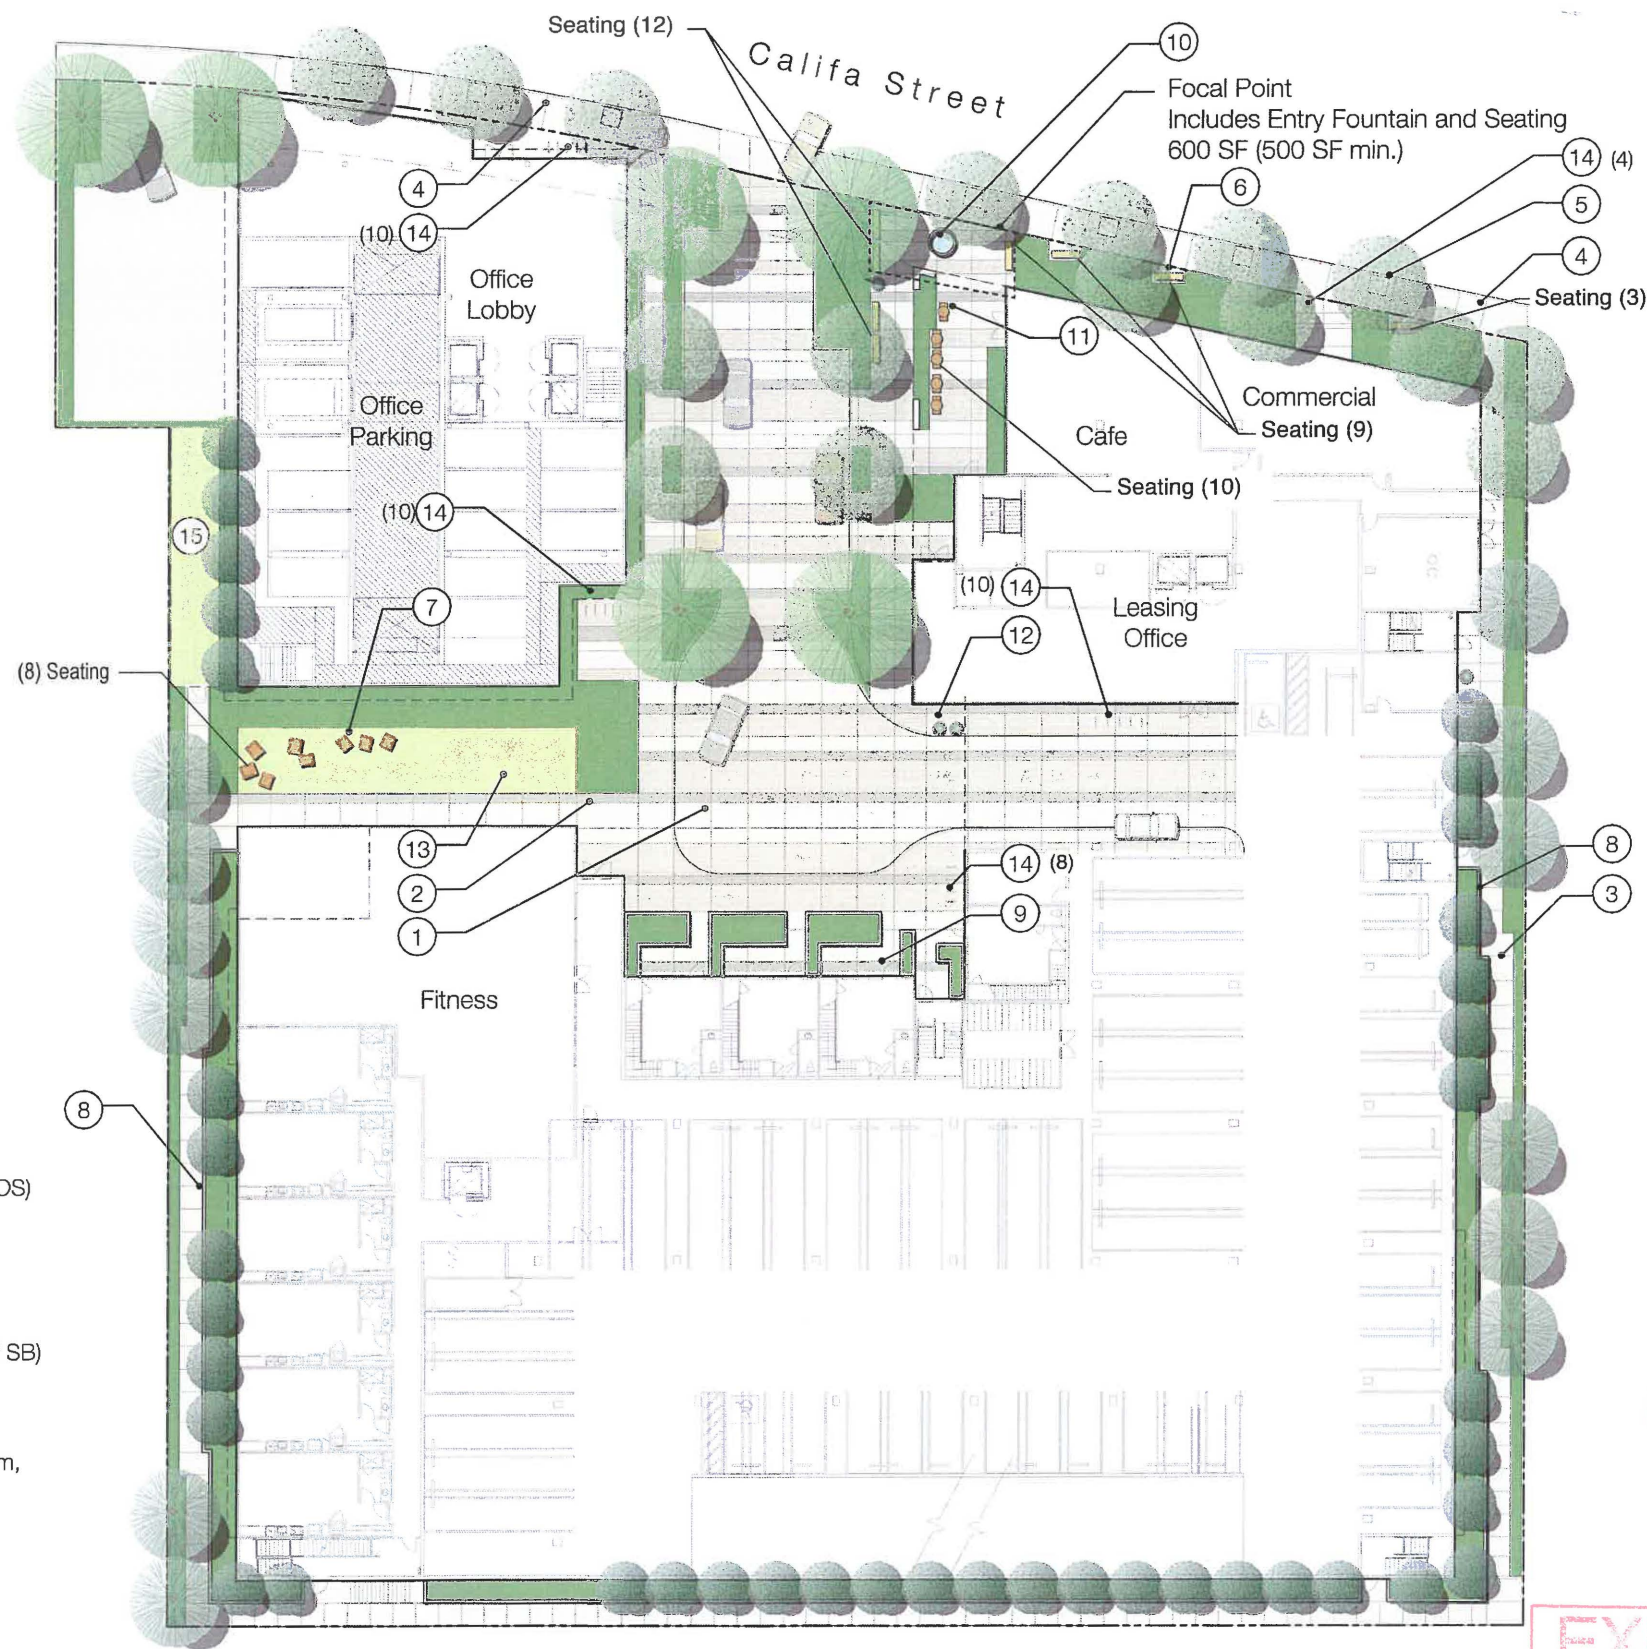 Seating (12)
Califa Street
10
Focal Point
Includes Entry Fountain and Seating
600 SF (500 SF min.)
14 (4)
6
5
4
4
Seating (3)
(10) 14
Office
Lobby
11
Office
Parking
Commercial
Seating (9)
Cafe
Seating (10)
(10) 14
15
(10) 14
Leasing
Office
7
12
(8) Seating
13
2
1
14 (8)
9
8
3
Fitness
8
OS)
SB)
m,
EX